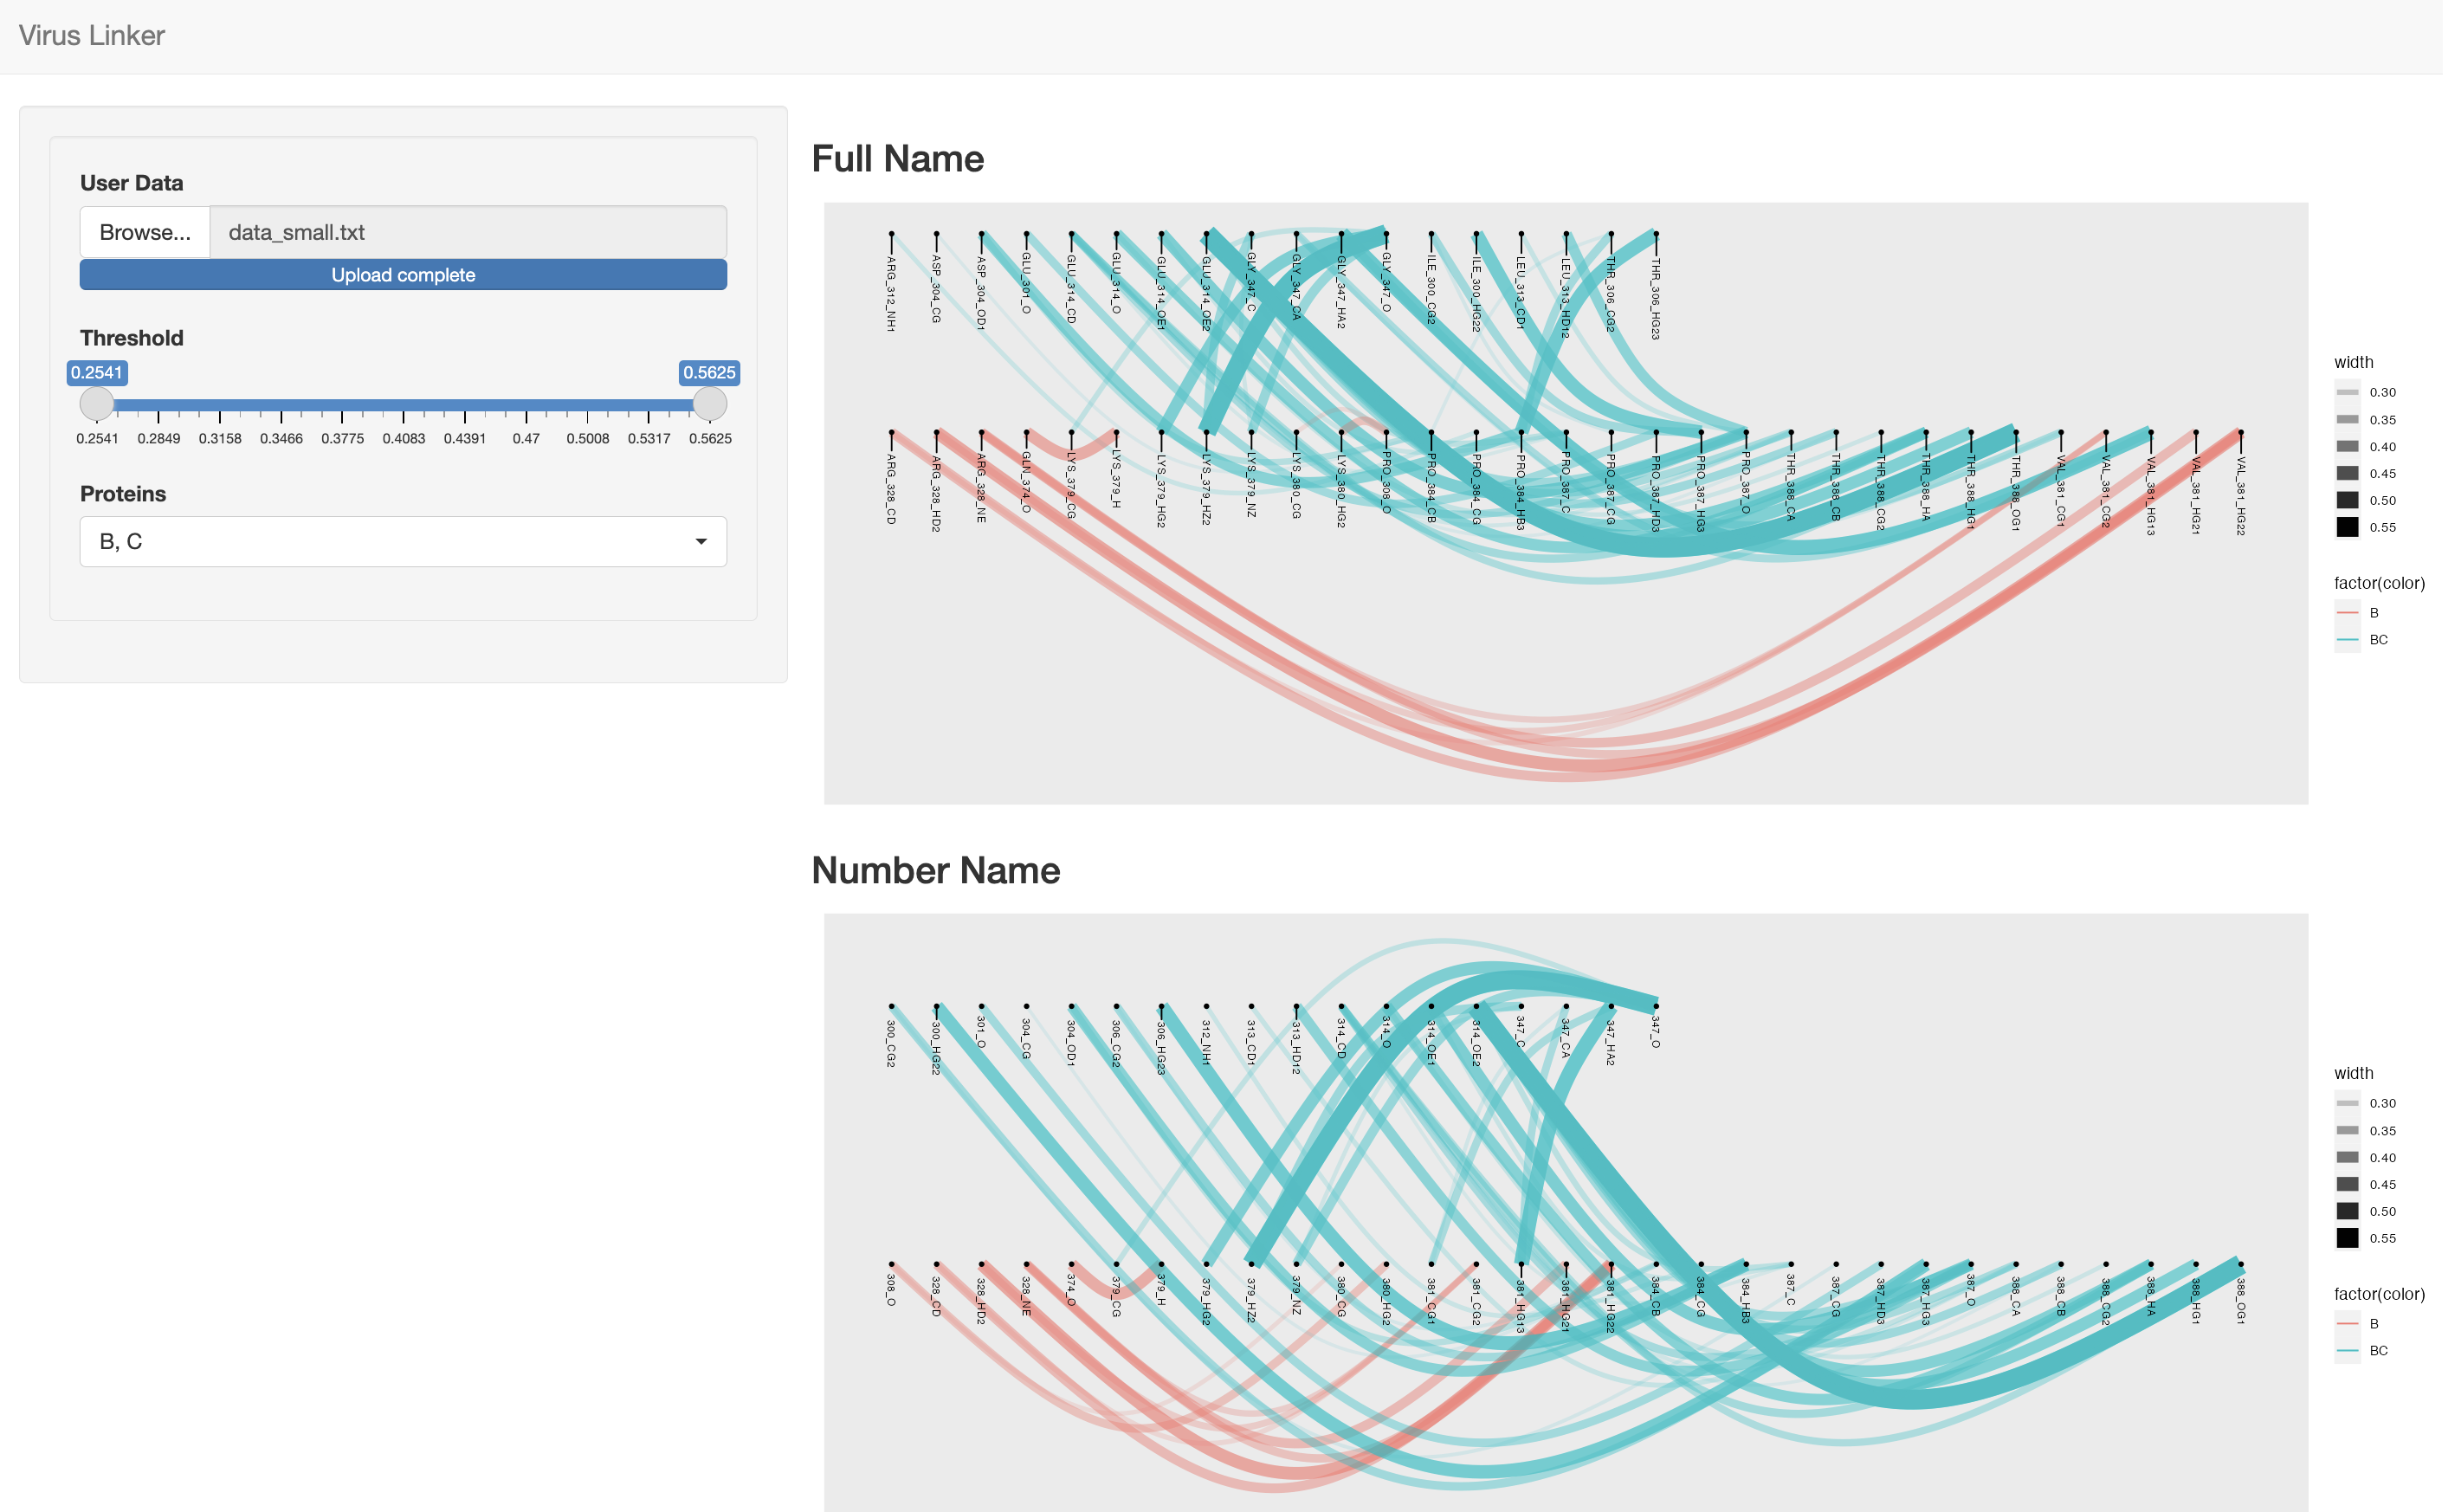 Virus Linker
User Data
Browse...
data_small.txt
Upload complete
Threshold
0.2541
0.5625
0.2541 0.2849 0.3158 0.3466 0.3775 0.4083 0.4391 0.47 0.5008 0.5317 0.5625
Proteins
B, C
Full Name
ARG_312_NH1
ASP_304_CG
ASP_304_OD1
GLU_301_O
GLU_314_CD
GLU_314_O
GLU_314_OE1
GLU_314_OE2
GLY_347_C
GLY_347_CA
GLY_347_HA2
GLY_347_O
ILE_300_CG2
ILE_300_HG22
LEU_313_CD1
LEU_313_HD12
THR_306_CG2
THR_306_HG23
ARG_328_CD
ARG_328_HD2
ARG_328_NE
GLN_374_O
LYS_379_CG
LYS_379_H
LYS_379_HG2
LYS_379_HZ2
LYS_379_NZ
LYS_380_CG
LYS_380_HG2
PRO_308_O
PRO_384_CB
PRO_384_CG
PRO_384_HB3
PRO_387_C
PRO_387_CG
PRO_387_HD3
PRO_387_HG3
PRO_387_O
THR_388_CA
THR_388_CB
THR_388_CG2
THR_388_HA
THR_388_HG1
THR_388_OG1
VAL_381_CG1
VAL_381_CG2
VAL_381_HG13
VAL_381_HG21
VAL_381_HG22
width
0.30
0.35
0.40
0.45
0.50
0.55
factor(color)
B
BC
Number Name
300_CG2
300_HG22
301_O
304_CG
304_OD1
306_CG2
306_HG23
312_NH1
313_CD1
313_HD12
314_CD
314_O
314_OE1
314_OE2
347_C
347_CA
347_HA2
347_O
308_O
328_CD
328_HD2
328_NE
374_O
379_CG
379_H
379_HG2
379_HZ2
379_NZ
380_CG
380_HG2
381_CG1
381_CG2
381_HG13
381_HG21
381_HG22
384_CB
384_CG
384_HB3
387_C
387_CG
387_HD3
387_HG3
387_O
388_CA
388_CB
388_CG2
388_HA
388_HG1
388_OG1
width
0.30
0.35
0.40
0.45
0.50
0.55
factor(color)
B
BC